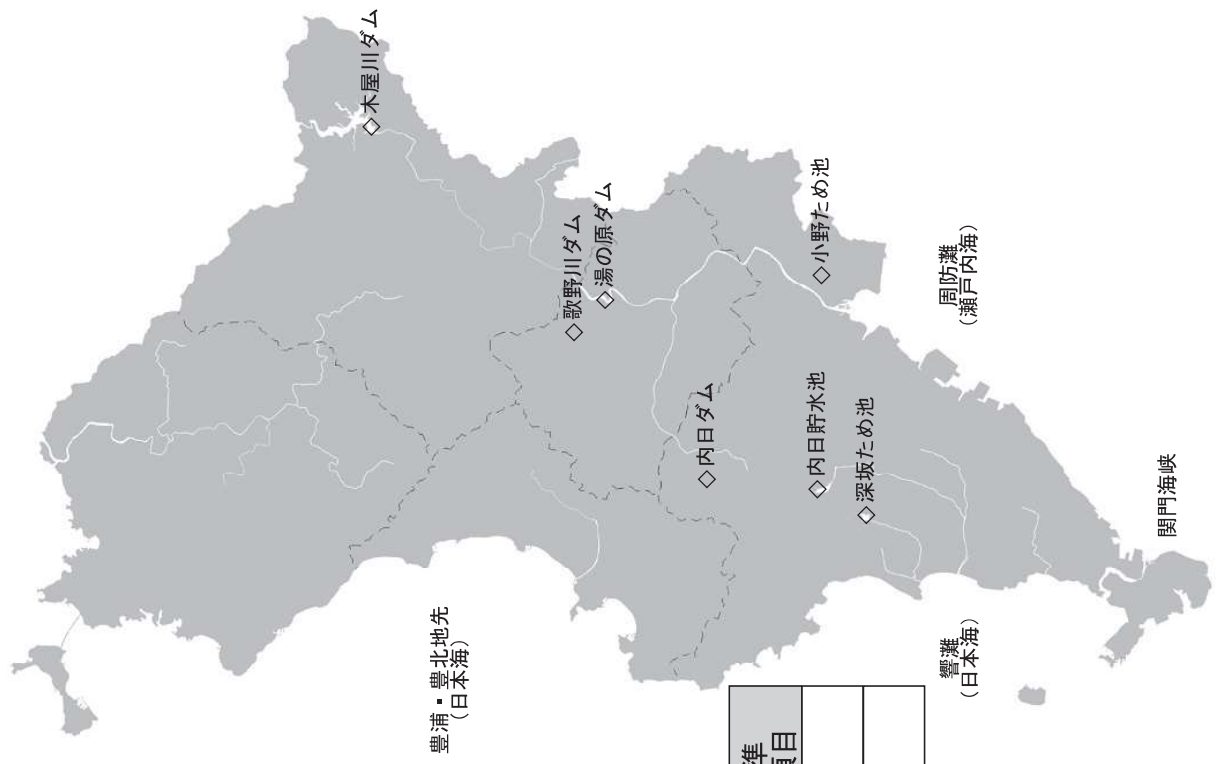 木屋川ダム
歌野川ダム
湯の原ダム
小野ため池
内日ダム
内日貯水池
深坂ため池
周防灘
(瀬戸内海)
関門海峡
豊浦・豊北地先
(日本海)
響灘
(日本海)
準
項目